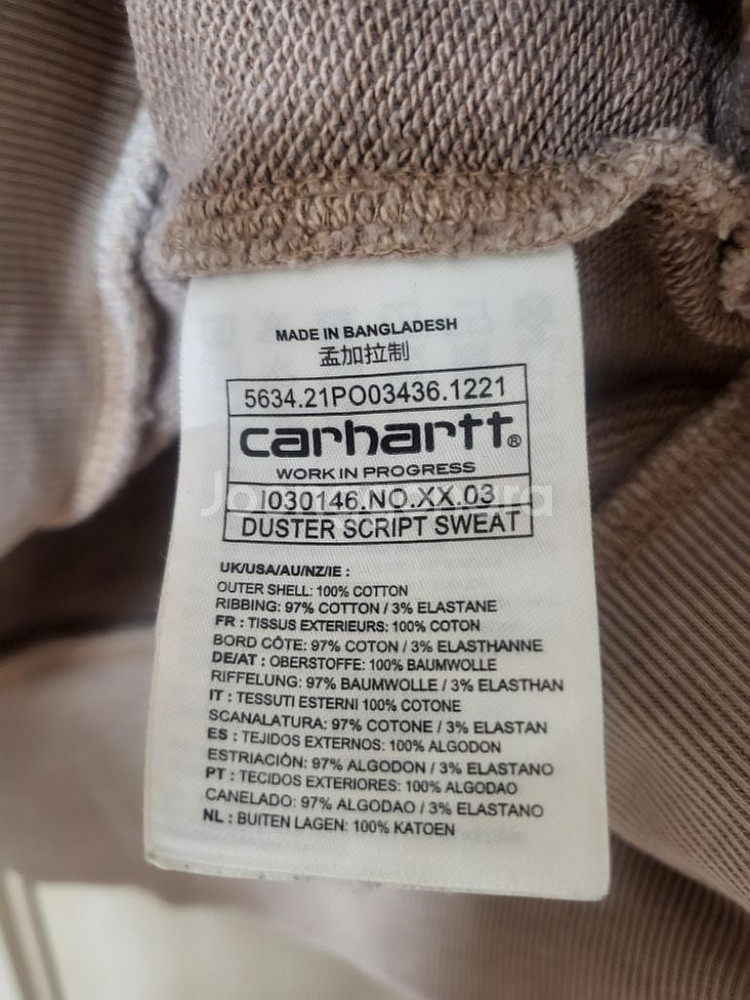 MADE IN BANGLADESH
孟加拉制
5634.21PO03436.1221
carhartt®
WORK IN PROGRESS
I030146.NO.XX.03
DUSTER SCRIPT SWEAT
UK/USA/AU/NZ/IE :
OUTER SHELL: 100% COTTON
RIBBING: 97% COTTON / 3% ELASTANE
FR : TISSUS EXTERIEURS: 100% COTON
BORD CÔTE: 97% COTON / 3% ELASTHANNE
DE/AT : OBERSTOFFE: 100% BAUMWOLLE
RIFFELUNG: 97% BAUMWOLLE / 3% ELASTHAN
IT : TESSUTI ESTERNI 100% COTONE
SCANALATURA: 97% COTONE / 3% ELASTAN
ES : TEJIDOS EXTERNOS: 100% ALGODON
ESTRIACIÓN: 97% ALGODON / 3% ELASTANO
PT : TECIDOS EXTERIORES: 100% ALGODAO
CANELADO: 97% ALGODAO / 3% ELASTANO
NL : BUITEN LAGEN: 100% KATOEN